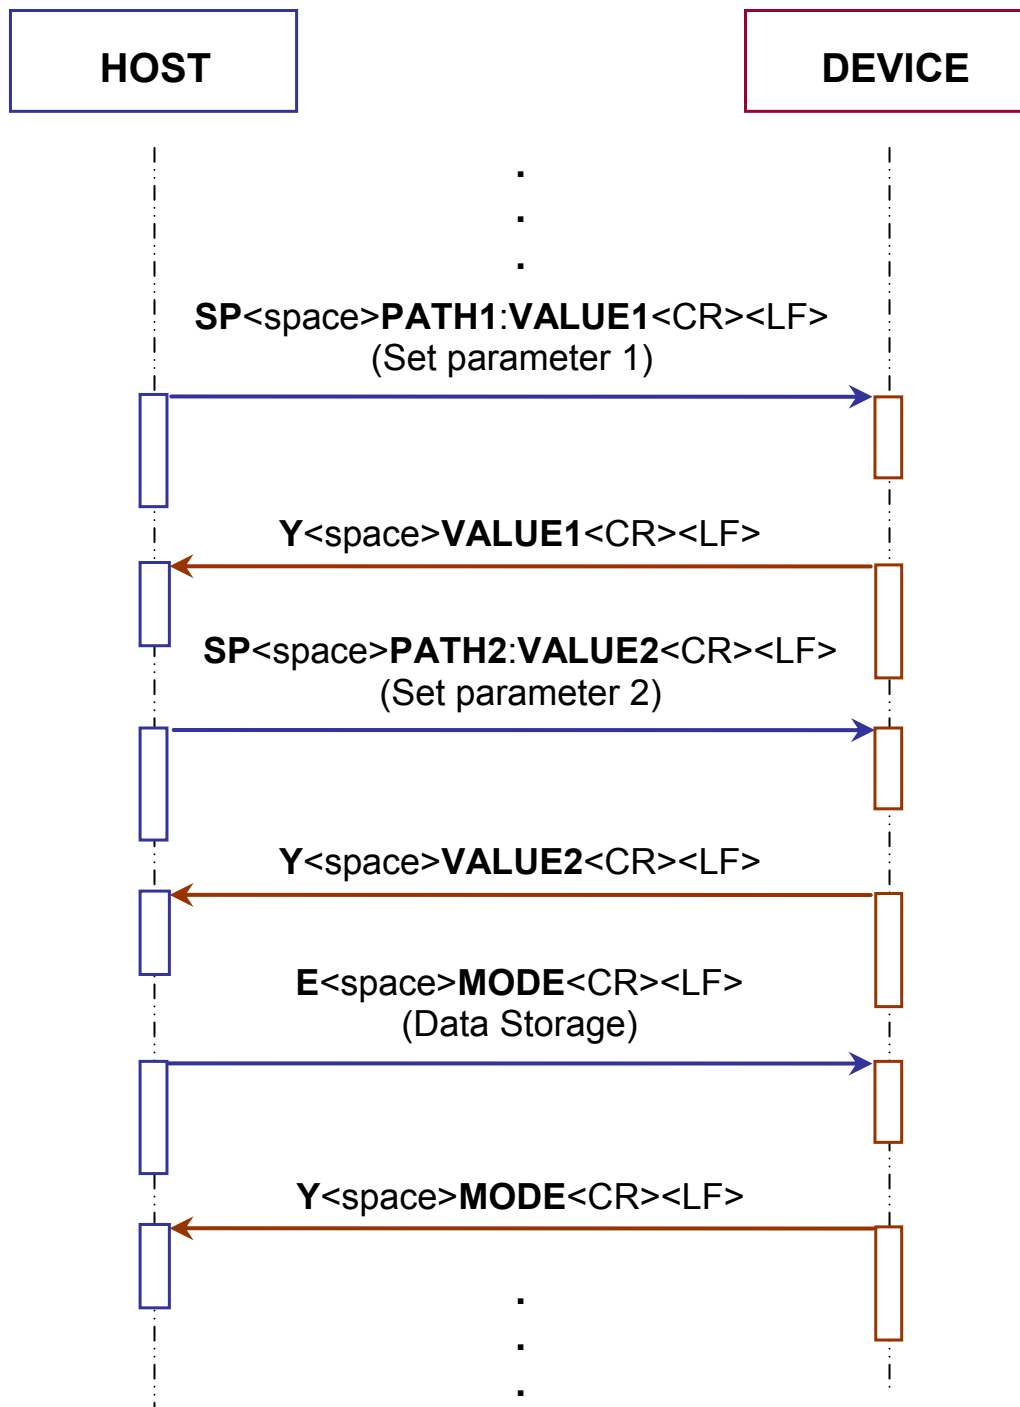 HOST
DEVICE
.
.
.
SP<space>PATH1:VALUE1<CR><LF>
(Set parameter 1)
Y<space>VALUE1<CR><LF>
SP<space>PATH2:VALUE2<CR><LF>
(Set parameter 2)
Y<space>VALUE2<CR><LF>
E<space>MODE<CR><LF>
(Data Storage)
Y<space>MODE<CR><LF>
.
.
.